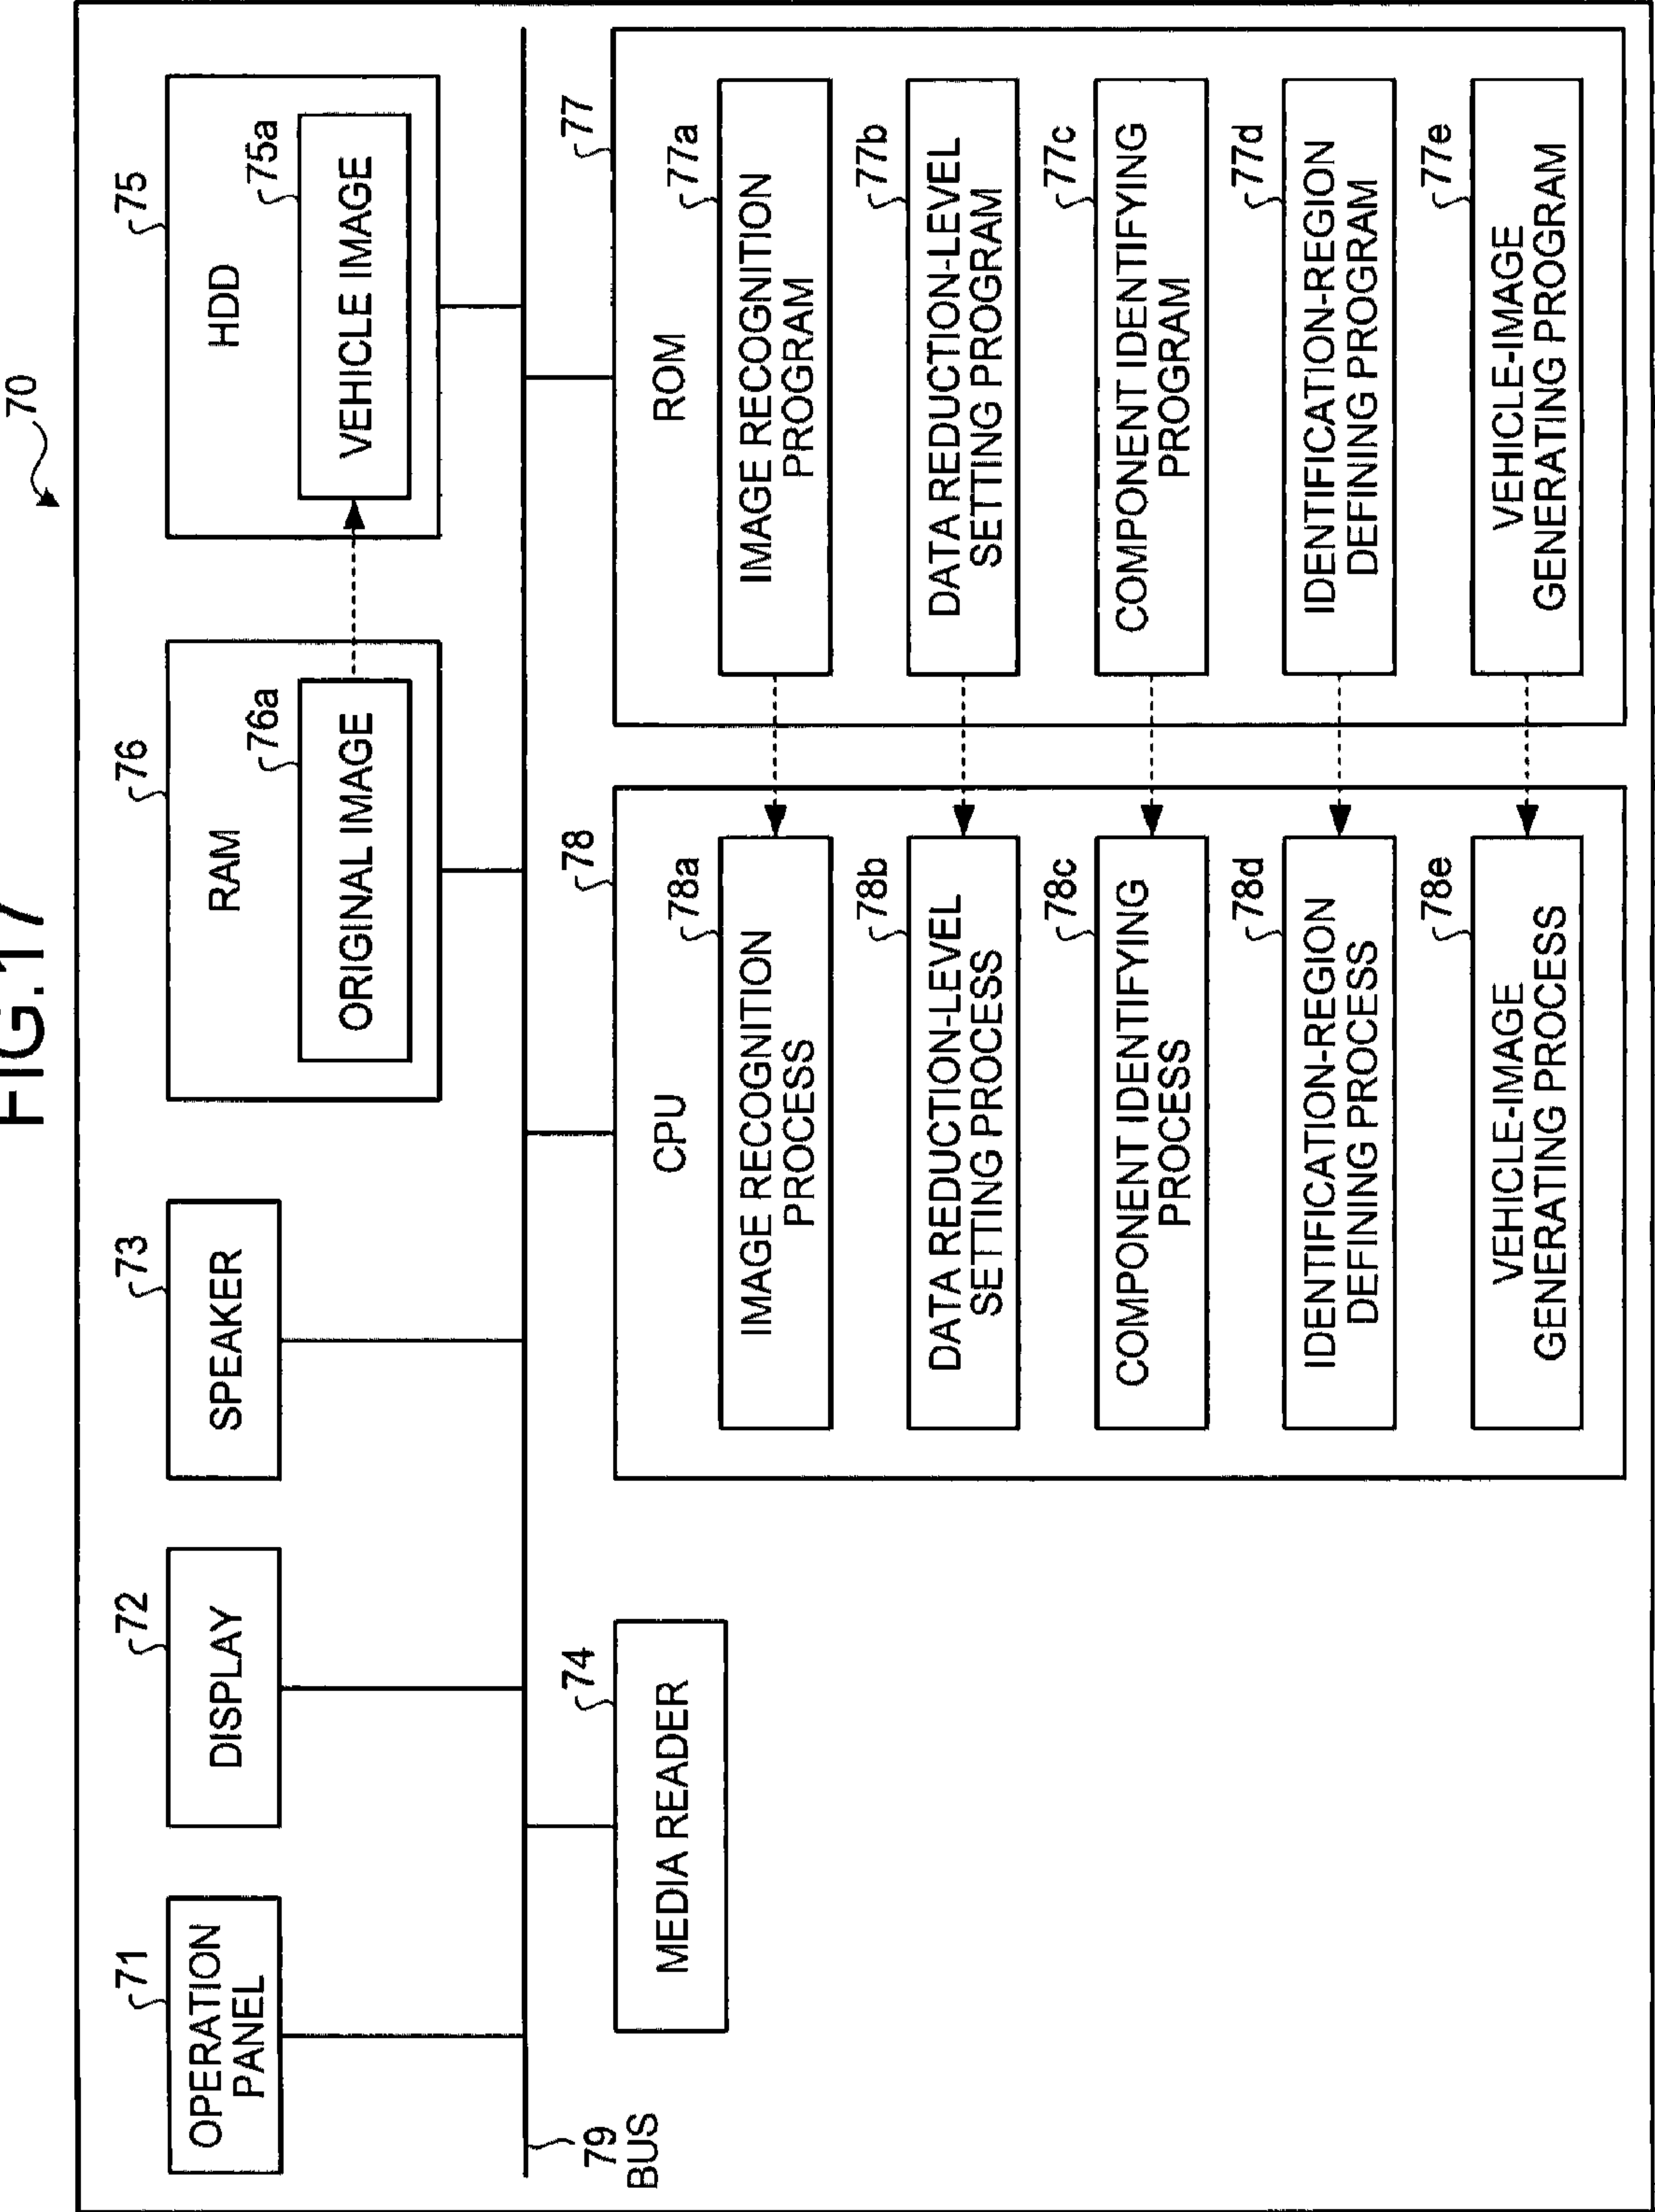 FIG.17
70
71
OPERATION
PANEL
72
DISPLAY
73
SPEAKER
76
RAM
76a
ORIGINAL IMAGE
75
HDD
75a
VEHICLE IMAGE
79
BUS
74
MEDIA READER
78
CPU
78a
IMAGE RECOGNITION
PROCESS
78b
DATA REDUCTION-LEVEL
SETTING PROCESS
78c
COMPONENT IDENTIFYING
PROCESS
78d
IDENTIFICATION-REGION
DEFINING PROCESS
78e
VEHICLE-IMAGE
GENERATING PROCESS
77
ROM
77a
IMAGE RECOGNITION
PROGRAM
77b
DATA REDUCTION-LEVEL
SETTING PROGRAM
77c
COMPONENT IDENTIFYING
PROGRAM
77d
IDENTIFICATION-REGION
DEFINING PROGRAM
77e
VEHICLE-IMAGE
GENERATING PROGRAM